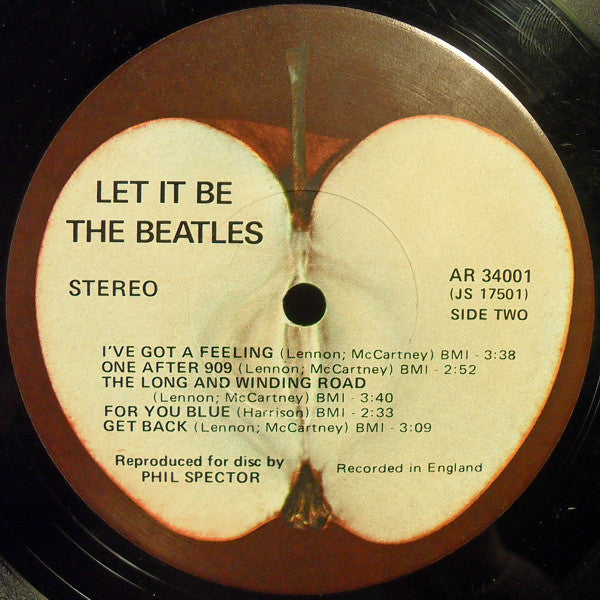 LET IT BE
THE BEATLES
STEREO
AR 34001
(JS 17501)
SIDE TWO
I'VE GOT A FEELING (Lennon; McCartney) BMI - 3:38
ONE AFTER 909 (Lennon; McCartney) BMI - 2:52
THE LONG AND WINDING ROAD
(Lennon; McCartney) BMI - 3:40
FOR YOU BLUE (Harrison) BMI - 2:33
GET BACK (Lennon; McCartney) BMI - 3:09
Reproduced for disc by
PHIL SPECTOR
Recorded in England